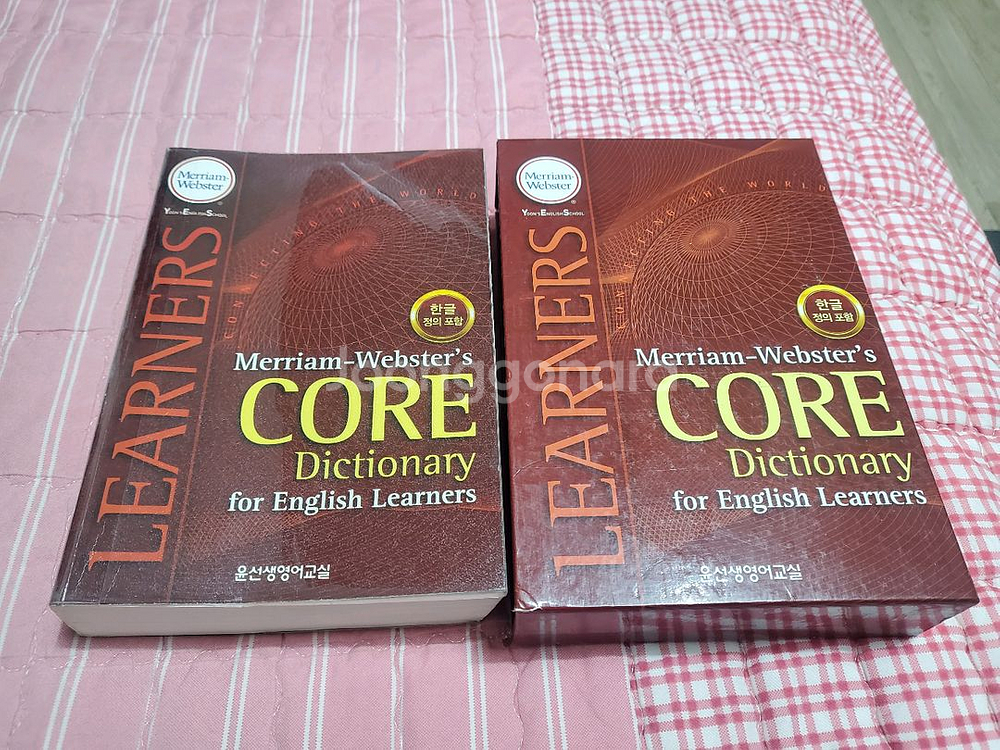 Merriam-
Webster
®
YOON'S ENGLISH SCHOOL
LEARNERS
CONNECTING THE WORLD
한글
정의 포함
Merriam-Webster's
CORE
Dictionary
for English Learners
윤선생영어교실
Merriam-
Webster
®
YOON'S ENGLISH SCHOOL
LEARNERS
CONNECTING THE WORLD
한글
정의 포함
Merriam-Webster's
CORE
Dictionary
for English Learners
윤선생영어교실
joonggonara